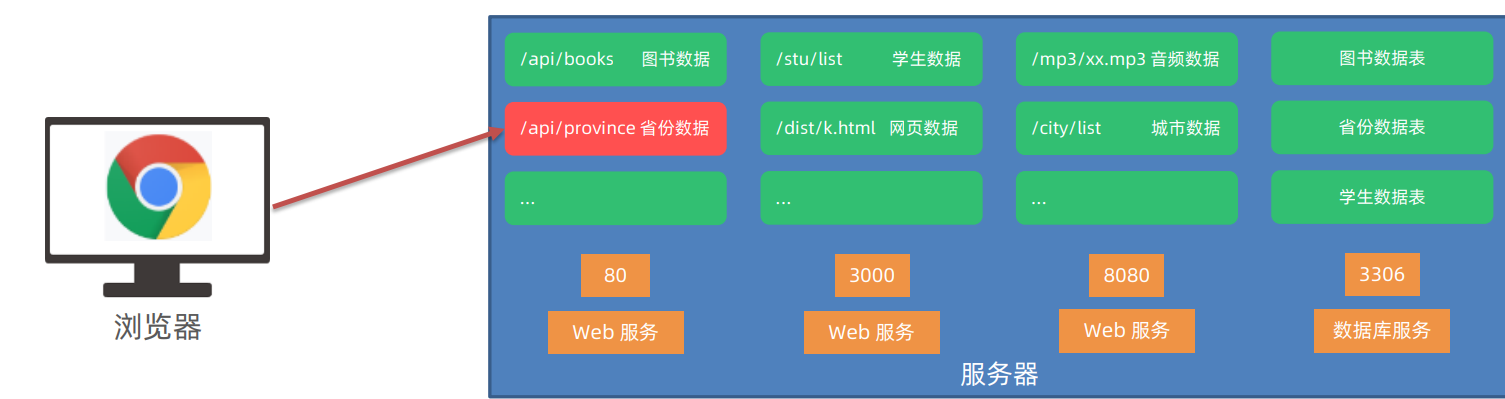 /api/books 图书数据
/stu/list 学生数据
/mp3/xx.mp3 音频数据
图书数据表
/api/province 省份数据
/dist/k.html 网页数据
/city/list 城市数据
省份数据表
...
...
...
学生数据表
80
3000
8080
3306
Web 服务
Web 服务
Web 服务
数据库服务
浏览器
服务器